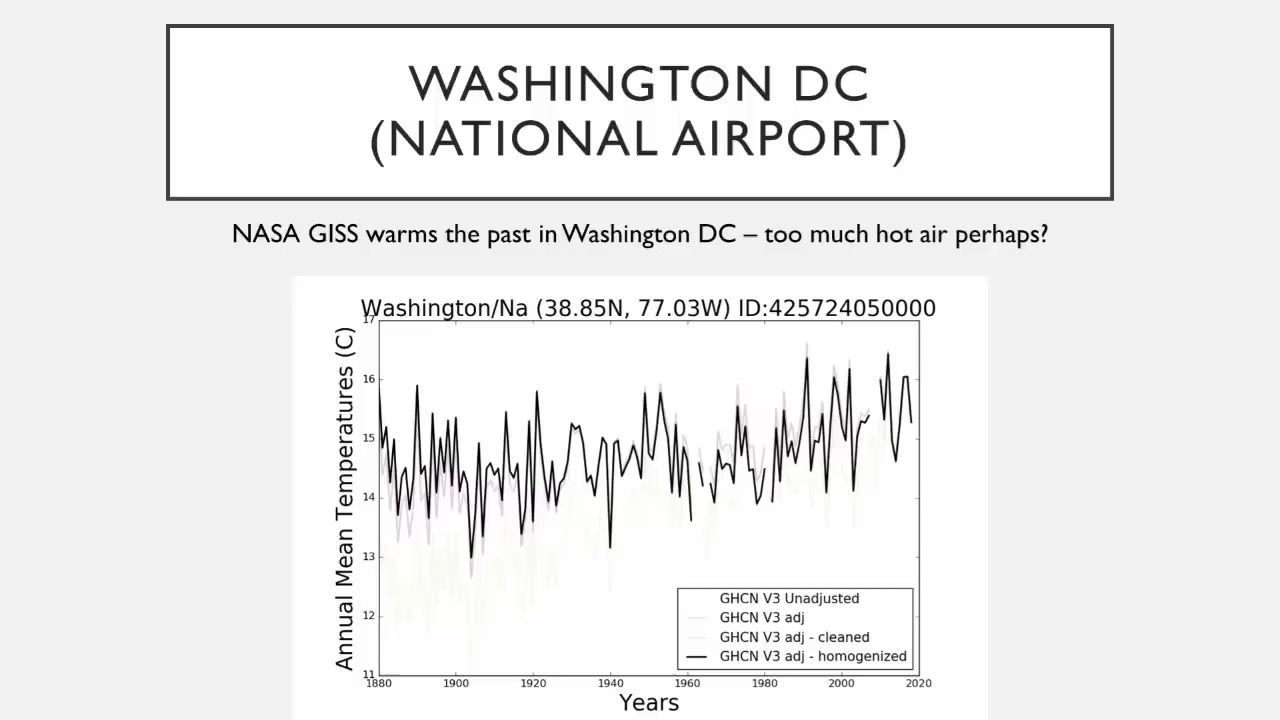 WASHINGTON DC
(NATIONAL AIRPORT)
NASA GISS warms the past in Washington DC – too much hot air perhaps?
Washington/Na (38.85N, 77.03W) ID:425724050000
Annual Mean Temperatures (C)
17
16
15
14
13
12
11
GHCN V3 Unadjusted
GHCN V3 adj
GHCN V3 adj - cleaned
GHCN V3 adj - homogenized
1880 1900 1920 1940 1960 1980 2000 2020
Years